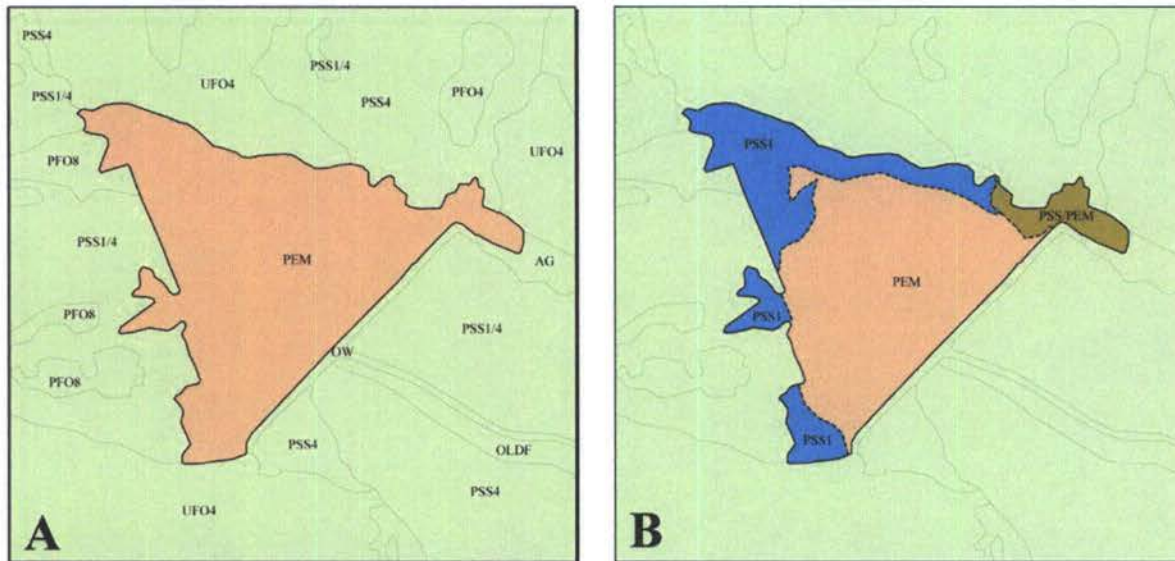 PSS4
PSS1/4
UFO4
PSS1/4
PSS4
PFO4
UFO4
PFO8
PSS1/4
PEM
AG
PFO8
PSS1/4
OW
PFO8
PSS4
OLDF
PSS4
UFO4
A
PSS1
PSS/PEM
PEM
PSS1
PSS1
B